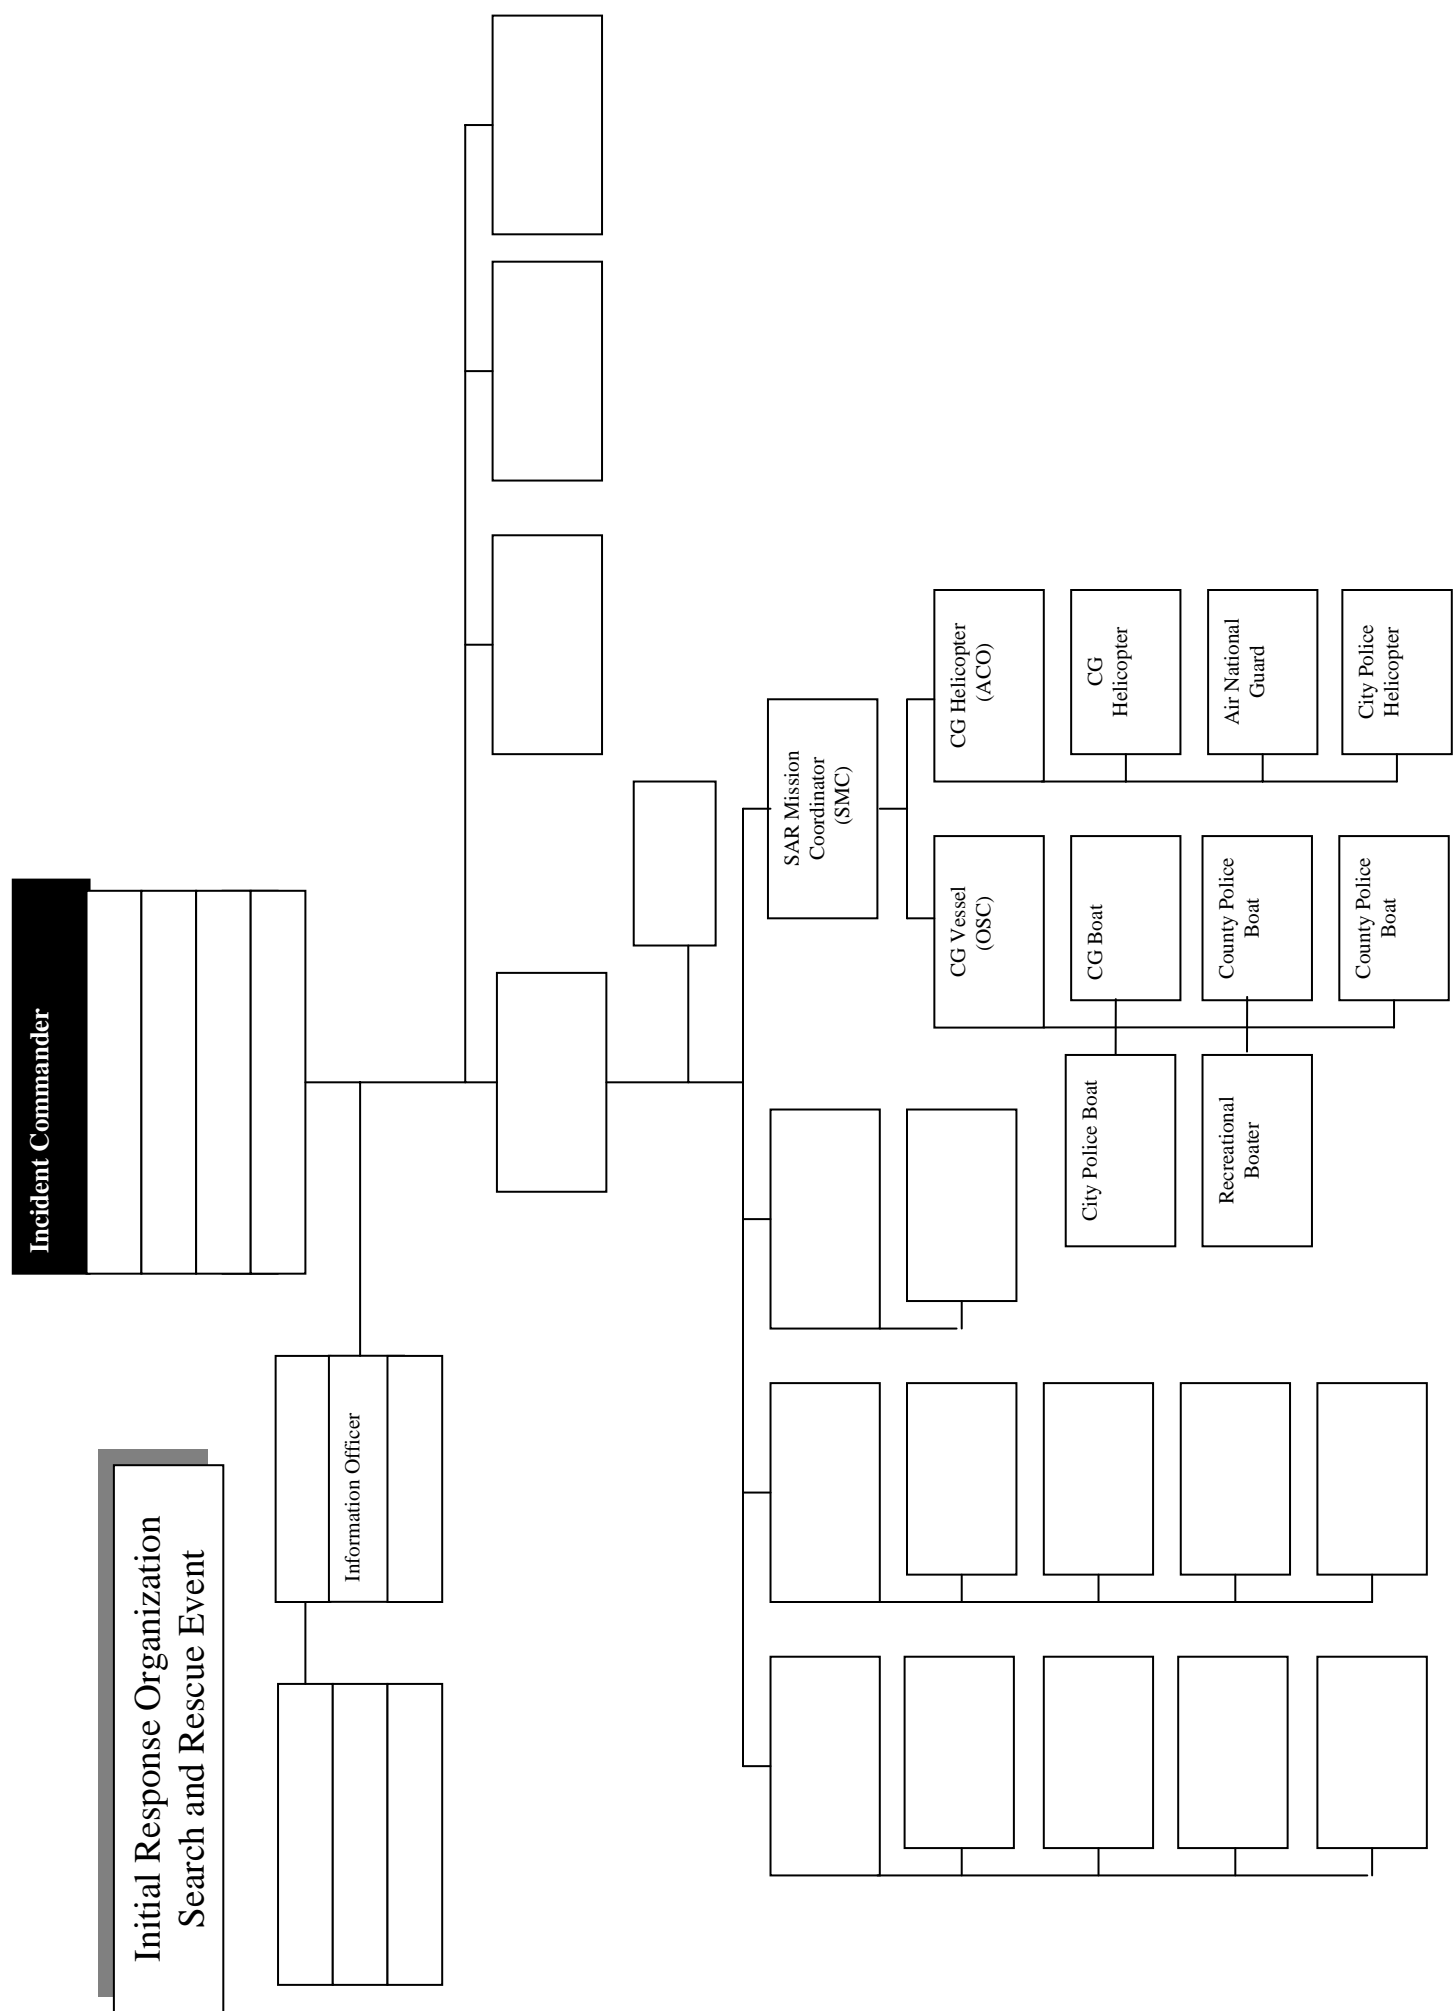 Initial Response Organization
Search and Rescue Event
Incident Commander
Information Officer
SAR Mission
Coordinator
(SMC)
CG Vessel
(OSC)
CG Helicopter
(ACO)
City Police Boat
CG Boat
CG
Helicopter
Recreational
Boater
County Police
Boat
Air National
Guard
County Police
Boat
City Police
Helicopter